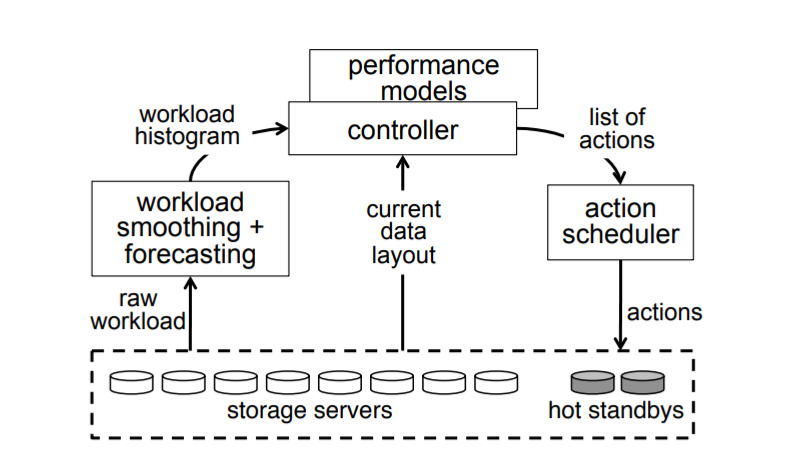 performance
models
controller
workload
histogram
list of
actions
workload
smoothing +
forecasting
current
data
layout
action
scheduler
raw
workload
actions
storage servers
hot standbys